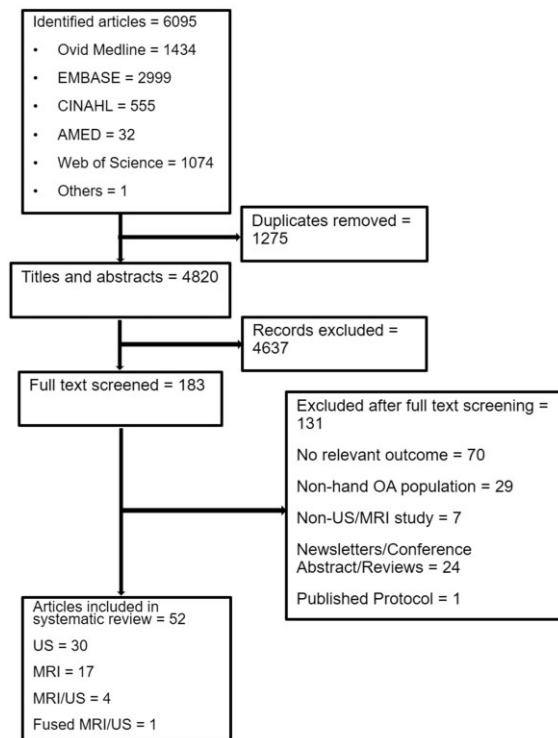 Identified articles = 6095
• Ovid Medline = 1434
• EMBASE = 2999
• CINAHL = 555
• AMED = 32
• Web of Science = 1074
• Others = 1
Duplicates removed =
1275
Titles and abstracts = 4820
Records excluded =
4637
Full text screened = 183
Excluded after full text screening =
131
No relevant outcome = 70
Non-hand OA population = 29
Non-US/MRI study = 7
Newsletters/Conference
Abstract/Reviews = 24
Published Protocol = 1
Articles included in
systematic review = 52
US = 30
MRI = 17
MRI/US = 4
Fused MRI/US = 1